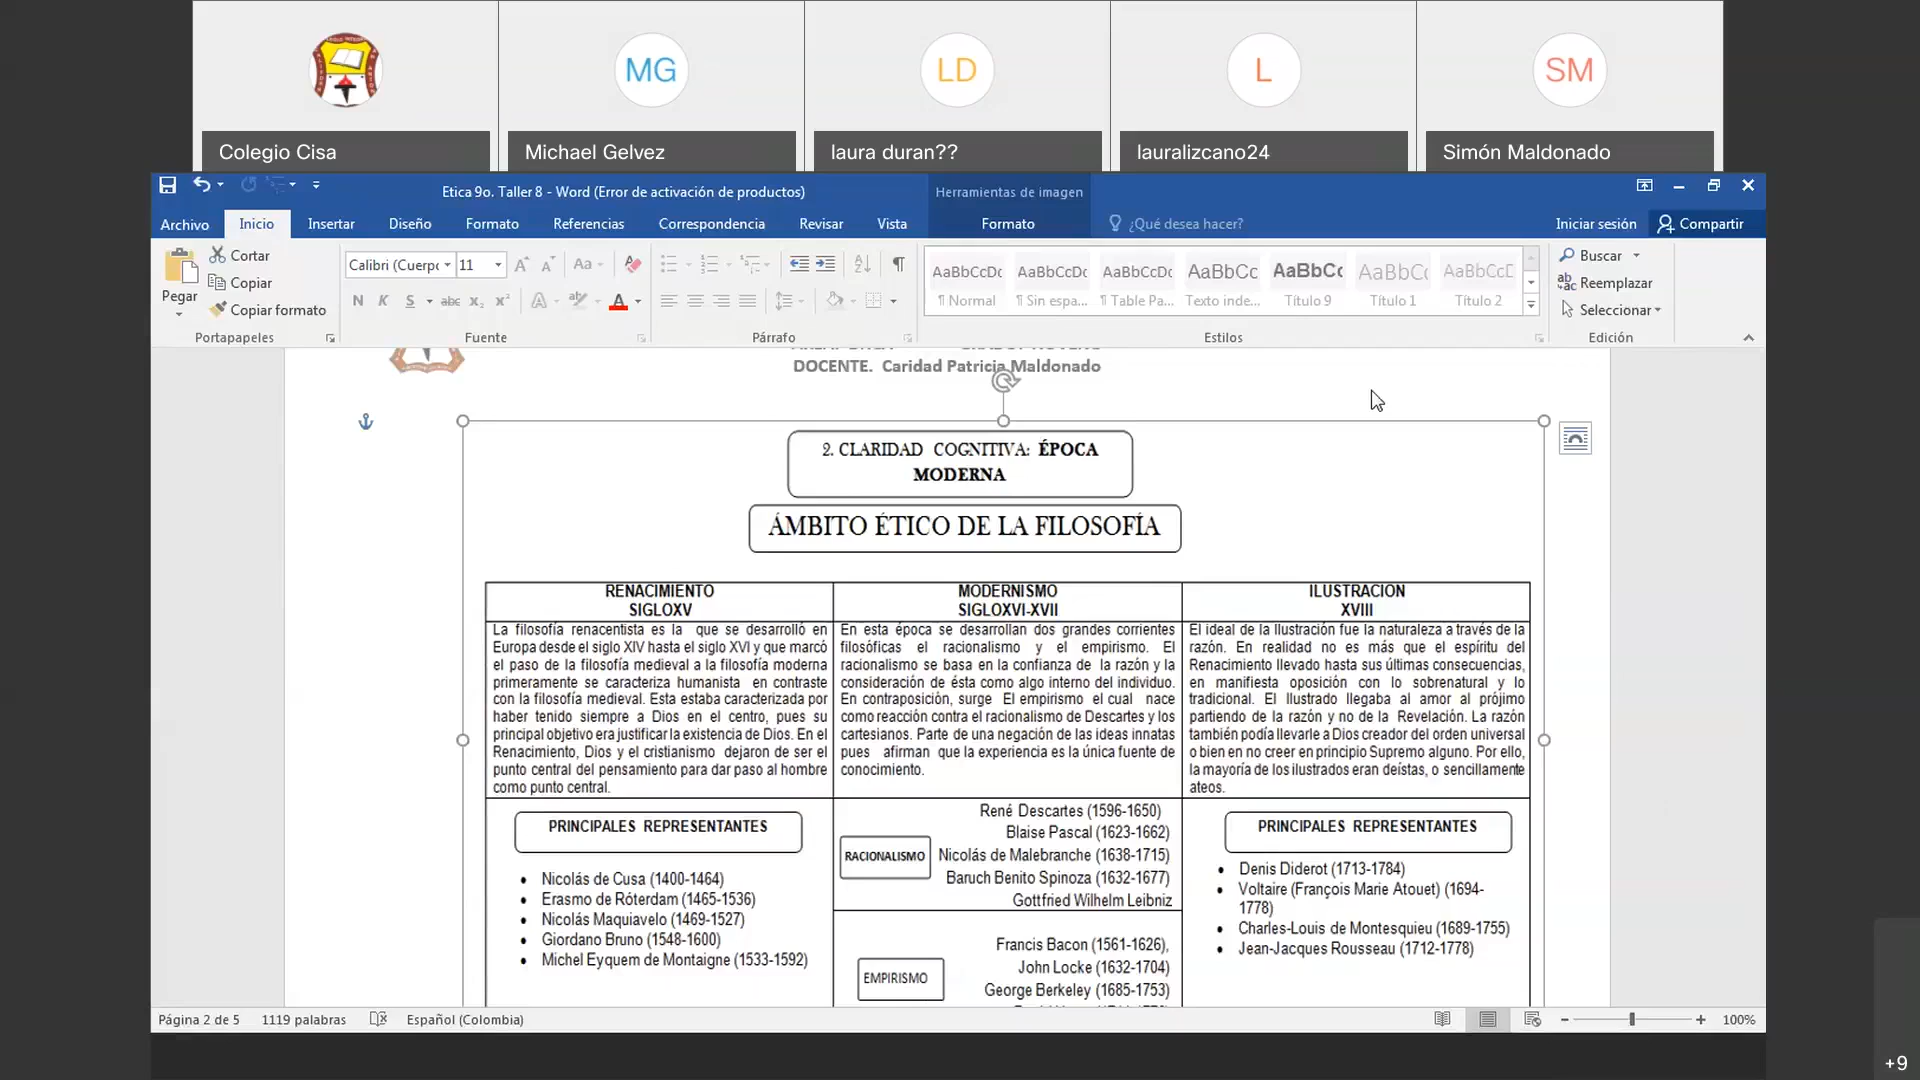 MG
LD
L
SM
Colegio Cisa
Michael Gelvez
laura duran??
lauralizcano24
Simón Maldonado
Etica 9o. Taller 8 - Word (Error de activación de productos)
Herramientas de imagen
Archivo
Inicio
Insertar
Diseño
Formato
Referencias
Correspondencia
Revisar
Vista
Formato
¿Qué desea hacer?
Iniciar sesión
Compartir
Pegar
Cortar
Copiar
Copiar formato
Portapapeles
Calibri (Cuerpo
11
Fuente
Párrafo
AaBbCcDc
¶ Normal
AaBbCcDc
¶ Sin espa...
AaBbCcDc
¶ Table Pa...
AaBbCc
Texto inde...
AaBbCc
Título 9
AaBbCc
Título 1
AaBbCcD
Título 2
Estilos
Buscar
Reemplazar
Seleccionar
Edición
DOCENTE. Caridad Patricia Maldonado
2. CLARIDAD COGNITIVA: ÉPOCA
MODERNA
ÁMBITO ÉTICO DE LA FILOSOFÍA
RENACIMIENTO
SIGLOXV
La filosofía renacentista es la que se desarrolló en
Europa desde el siglo XIV hasta el siglo XVI y que marcó
el paso de la filosofía medieval a la filosofía moderna
primeramente se caracteriza humanista en contraste
con la filosofía medieval. Esta estaba caracterizada por
haber tenido siempre a Dios en el centro, pues su
principal objetivo era justificar la existencia de Dios. En el
Renacimiento, Dios y el cristianismo dejaron de ser el
punto central del pensamiento para dar paso al hombre
como punto central.
MODERNISMO
SIGLOXVI-XVII
En esta época se desarrollan dos grandes corrientes
filosóficas el racionalismo y el empirismo. El
racionalismo se basa en la confianza de la razón y la
consideración de ésta como algo interno del individuo.
En contraposición, surge El empirismo el cual nace
como reacción contra el racionalismo de Descartes y los
cartesianos. Parte de una negación de las ideas innatas
pues afirman que la experiencia es la única fuente de
conocimiento.
ILUSTRACION
XVIII
El ideal de la Ilustración fue la naturaleza a través de la
razón. En realidad no es más que el espíritu del
Renacimiento llevado hasta sus últimas consecuencias,
en manifiesta oposición con lo sobrenatural y lo
tradicional. El Ilustrado llegaba al amor al prójimo
partiendo de la razón y no de la Revelación. La razón
también podía llevarle a Dios creador del orden universal
o bien en no creer en principio Supremo alguno. Por ello,
la mayoría de los ilustrados eran deístas, o sencillamente
ateos.
PRINCIPALES REPRESENTANTES
• Nicolás de Cusa (1400-1464)
• Erasmo de Róterdam (1465-1536)
• Nicolás Maquiavelo (1469-1527)
• Giordano Bruno (1548-1600)
• Michel Eyquem de Montaigne (1533-1592)
RACIONALISMO
René Descartes (1596-1650)
Blaise Pascal (1623-1662)
Nicolás de Malebranche (1638-1715)
Baruch Benito Spinoza (1632-1677)
Gottfried Wilhelm Leibniz
EMPIRISMO
Francis Bacon (1561-1626),
John Locke (1632-1704)
George Berkeley (1685-1753)
PRINCIPALES REPRESENTANTES
• Denis Diderot (1713-1784)
• Voltaire (François Marie Atouet) (1694-
1778)
• Charles-Louis de Montesquieu (1689-1755)
• Jean-Jacques Rousseau (1712-1778)
Página 2 de 5
1119 palabras
Español (Colombia)
100%
+9